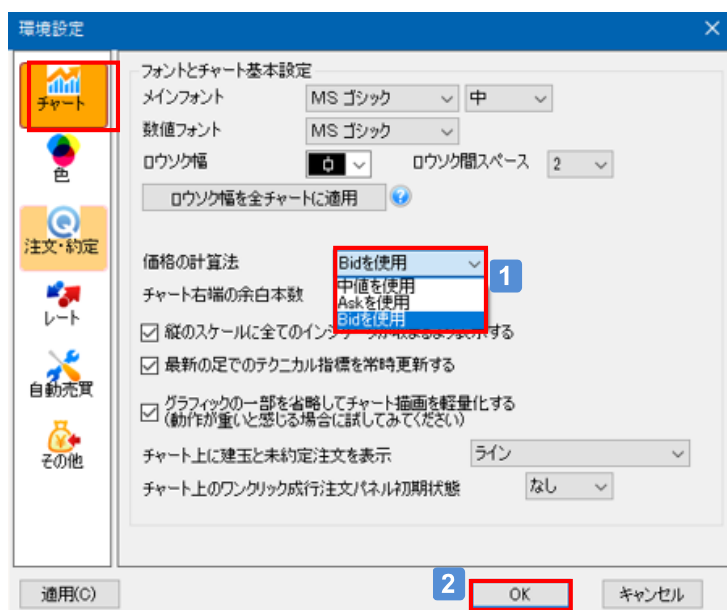 環境設定
チャート
色
注文・約定
レート
自動売買
その他
フォントとチャート基本設定
メインフォント MS ゴシック 中
数値フォント MS ゴシック
ロウソク幅 ロウソク間スペース 2
ロウソク幅を全チャートに適用 ?
価格の計算法 Bidを使用 1
中値を使用
Askを使用
Bidを使用
チャート右端の余白本数
縦のスケールに全てのインジケータが収まるよう表示する
最新の足でのテクニカル指標を常時更新する
グラフィックの一部を省略してチャート描画を軽量化する
(動作が重いと感じる場合に試してみてください)
チャート上に建玉と未約定注文を表示 ライン
チャート上のワンクリック成行注文パネル初期状態 なし
適用(C) 2 OK キャンセル